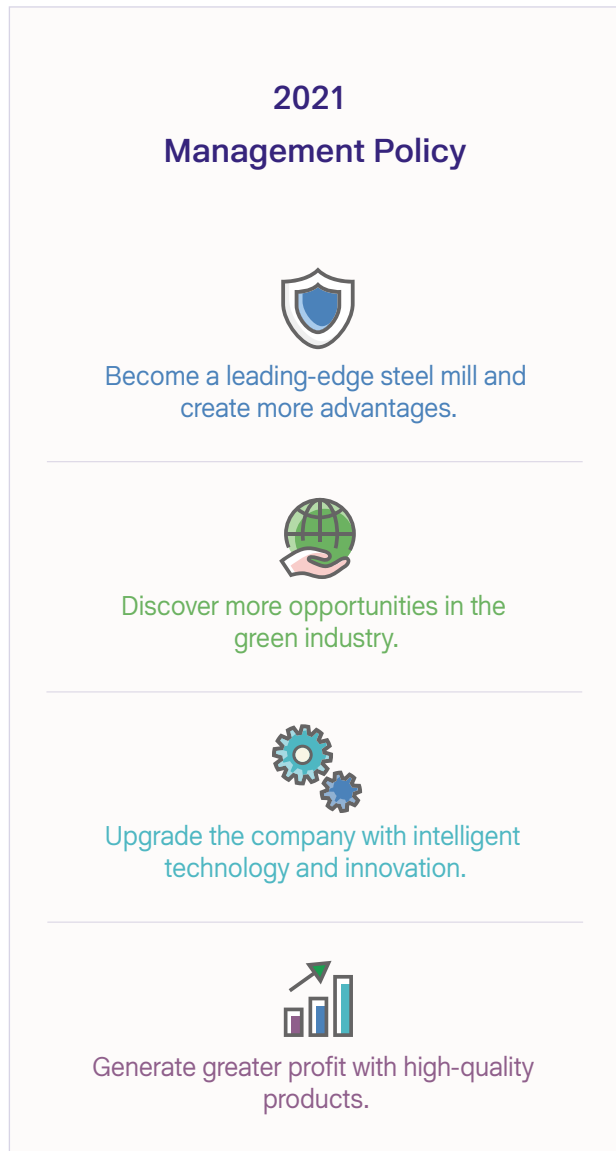 2021
Management Policy
Become a leading-edge steel mill and
create more advantages.
Discover more opportunities in the
green industry.
Upgrade the company with intelligent
technology and innovation.
Generate greater profit with high-quality
products.